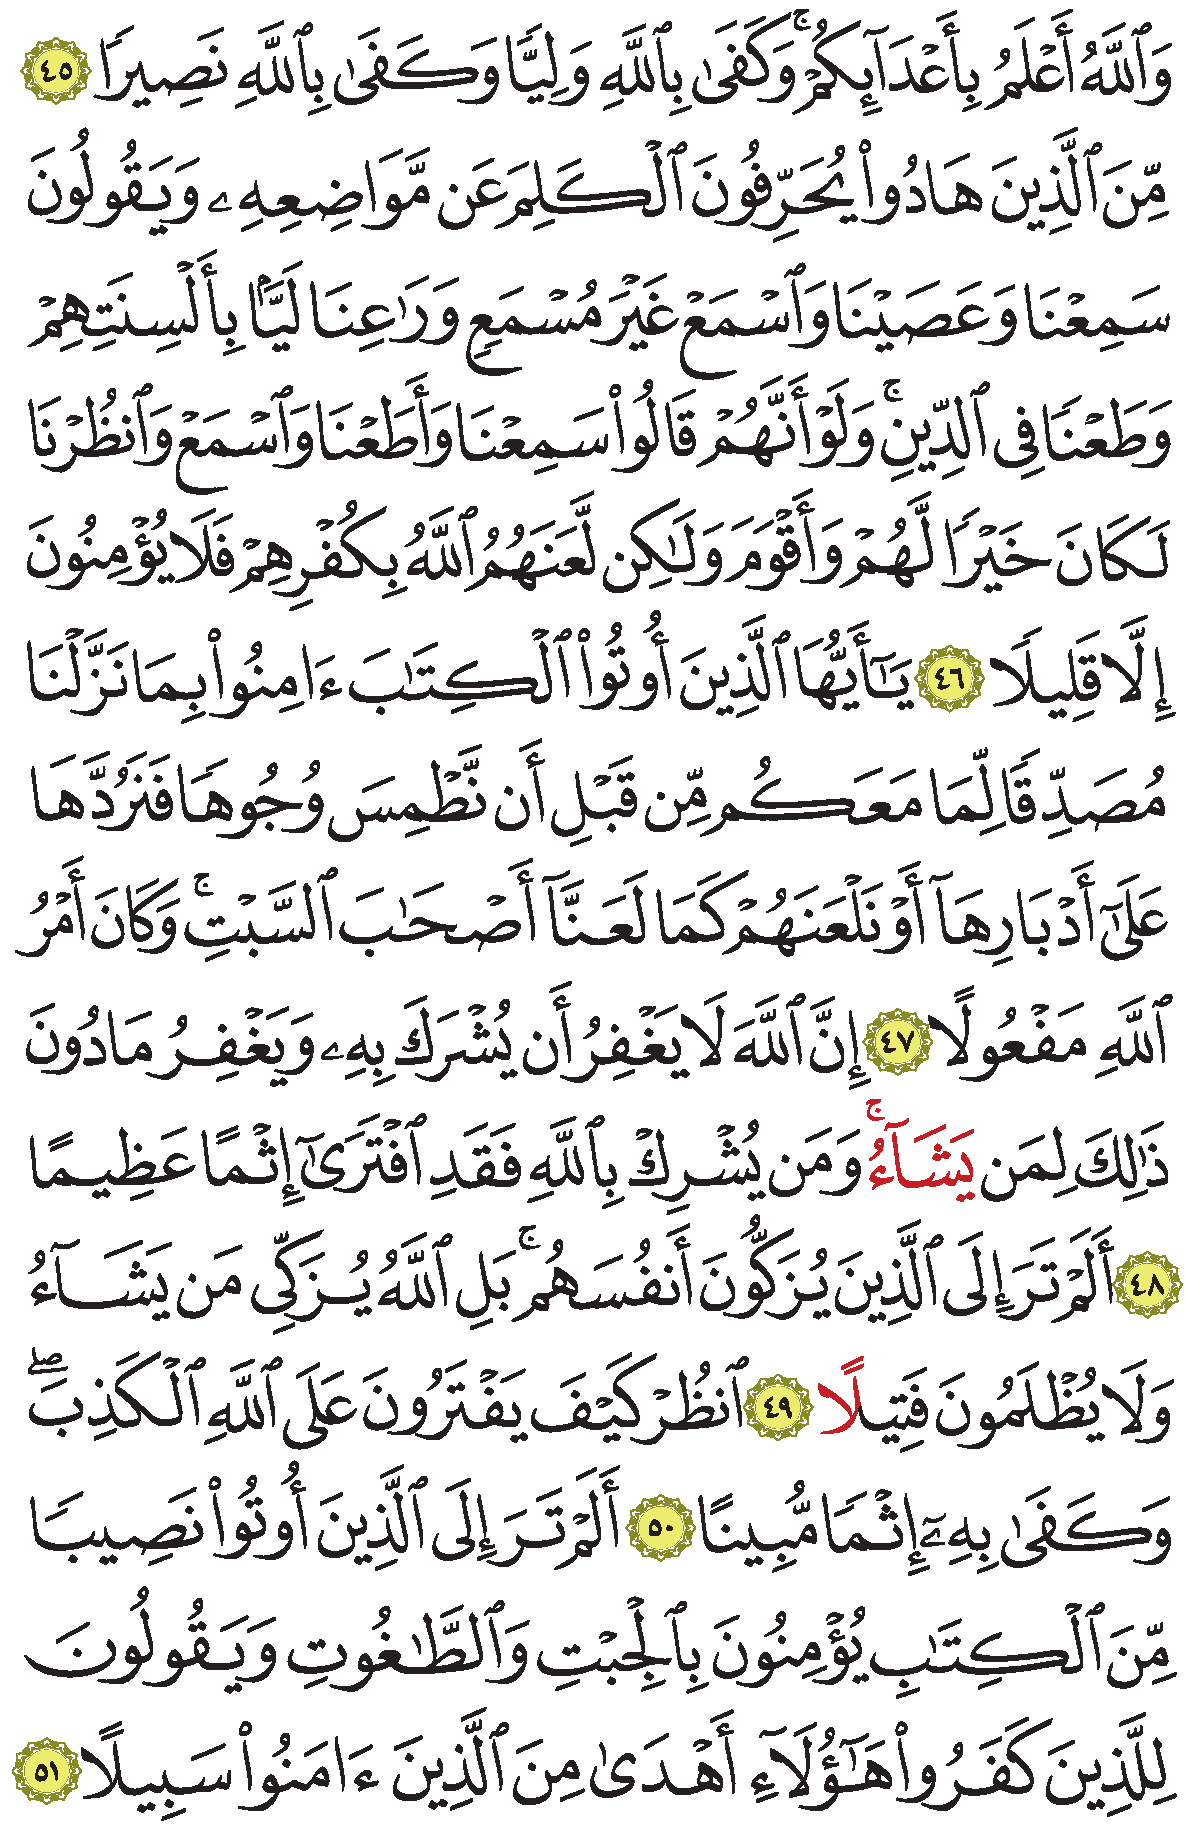 وَٱللَّهُ أَعۡلَمُ بِأَعۡدَآئِكُمۡۚ وَكَفَىٰ بِٱللَّهِ وَلِيّٗا وَكَفَىٰ بِٱللَّهِ نَصِيرٗا ٤٥
مِّنَ ٱلَّذِينَ هَادُواْ يُحَرِّفُونَ ٱلۡكَلِمَ عَن مَّوَاضِعِهِۦ وَيَقُولُونَ
سَمِعۡنَا وَعَصَيۡنَا وَٱسۡمَعۡ غَيۡرَ مُسۡمَعٖ وَرَٰعِنَا لَيَّۢا بِأَلۡسِنَتِهِمۡ
وَطَعۡنٗا فِي ٱلدِّينِۚ وَلَوۡ أَنَّهُمۡ قَالُواْ سَمِعۡنَا وَأَطَعۡنَا وَٱسۡمَعۡ وَٱنظُرۡنَا
لَكَانَ خَيۡرٗا لَّهُمۡ وَأَقۡوَمَ وَلَٰكِن لَّعَنَهُمُ ٱللَّهُ بِكُفۡرِهِمۡ فَلَا يُؤۡمِنُونَ
إِلَّا قَلِيلٗا ٤٦ يَٰٓأَيُّهَا ٱلَّذِينَ أُوتُواْ ٱلۡكِتَٰبَ ءَامِنُواْ بِمَا نَزَّلۡنَا
مُصَدِّقٗا لِّمَا مَعَكُم مِّن قَبۡلِ أَن نَّطۡمِسَ وُجُوهٗا فَنَرُدَّهَا
عَلَىٰٓ أَدۡبَارِهَآ أَوۡ نَلۡعَنَهُمۡ كَمَا لَعَنَّآ أَصۡحَٰبَ ٱلسَّبۡتِۚ وَكَانَ أَمۡرُ
ٱللَّهِ مَفۡعُولًا ٤٧ إِنَّ ٱللَّهَ لَا يَغۡفِرُ أَن يُشۡرَكَ بِهِۦ وَيَغۡفِرُ مَا دُونَ
ذَٰلِكَ لِمَن يَشَآءُۚ وَمَن يُشۡرِكۡ بِٱللَّهِ فَقَدِ ٱفۡتَرَىٰٓ إِثۡمًا عَظِيمًا
٤٨ أَلَمۡ تَرَ إِلَى ٱلَّذِينَ يُزَكُّونَ أَنفُسَهُمۚ بَلِ ٱللَّهُ يُزَكِّي مَن يَشَآءُ
وَلَا يُظۡلَمُونَ فَتِيلًا ٤٩ ٱنظُرۡ كَيۡفَ يَفۡتَرُونَ عَلَى ٱللَّهِ ٱلۡكَذِبَۖ
وَكَفَىٰ بِهِۦٓ إِثۡمٗا مُّبِينًا ٥٠ أَلَمۡ تَرَ إِلَى ٱلَّذِينَ أُوتُواْ نَصِيبٗا
مِّنَ ٱلۡكِتَٰبِ يُؤۡمِنُونَ بِٱلۡجِبۡتِ وَٱلطَّٰغُوتِ وَيَقُولُونَ
لِلَّذِينَ كَفَرُواْ هَٰٓؤُلَآءِ أَهۡدَىٰ مِنَ ٱلَّذِينَ ءَامَنُواْ سَبِيلًا ٥١